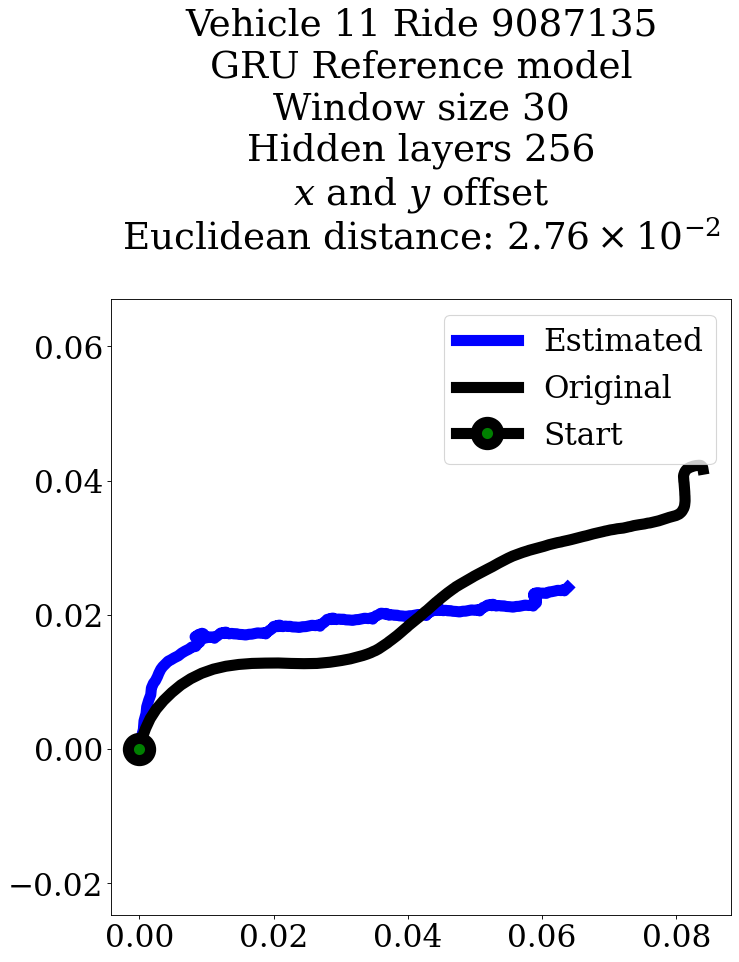 Vehicle 11 Ride 9087135
GRU Reference model
Window size 30
Hidden layers 256
x and y offset
Euclidean distance: 2.76 × 10⁻²
Estimated
Original
Start
0.06
0.04
0.02
0.00
−0.02
0.00 0.02 0.04 0.06 0.08